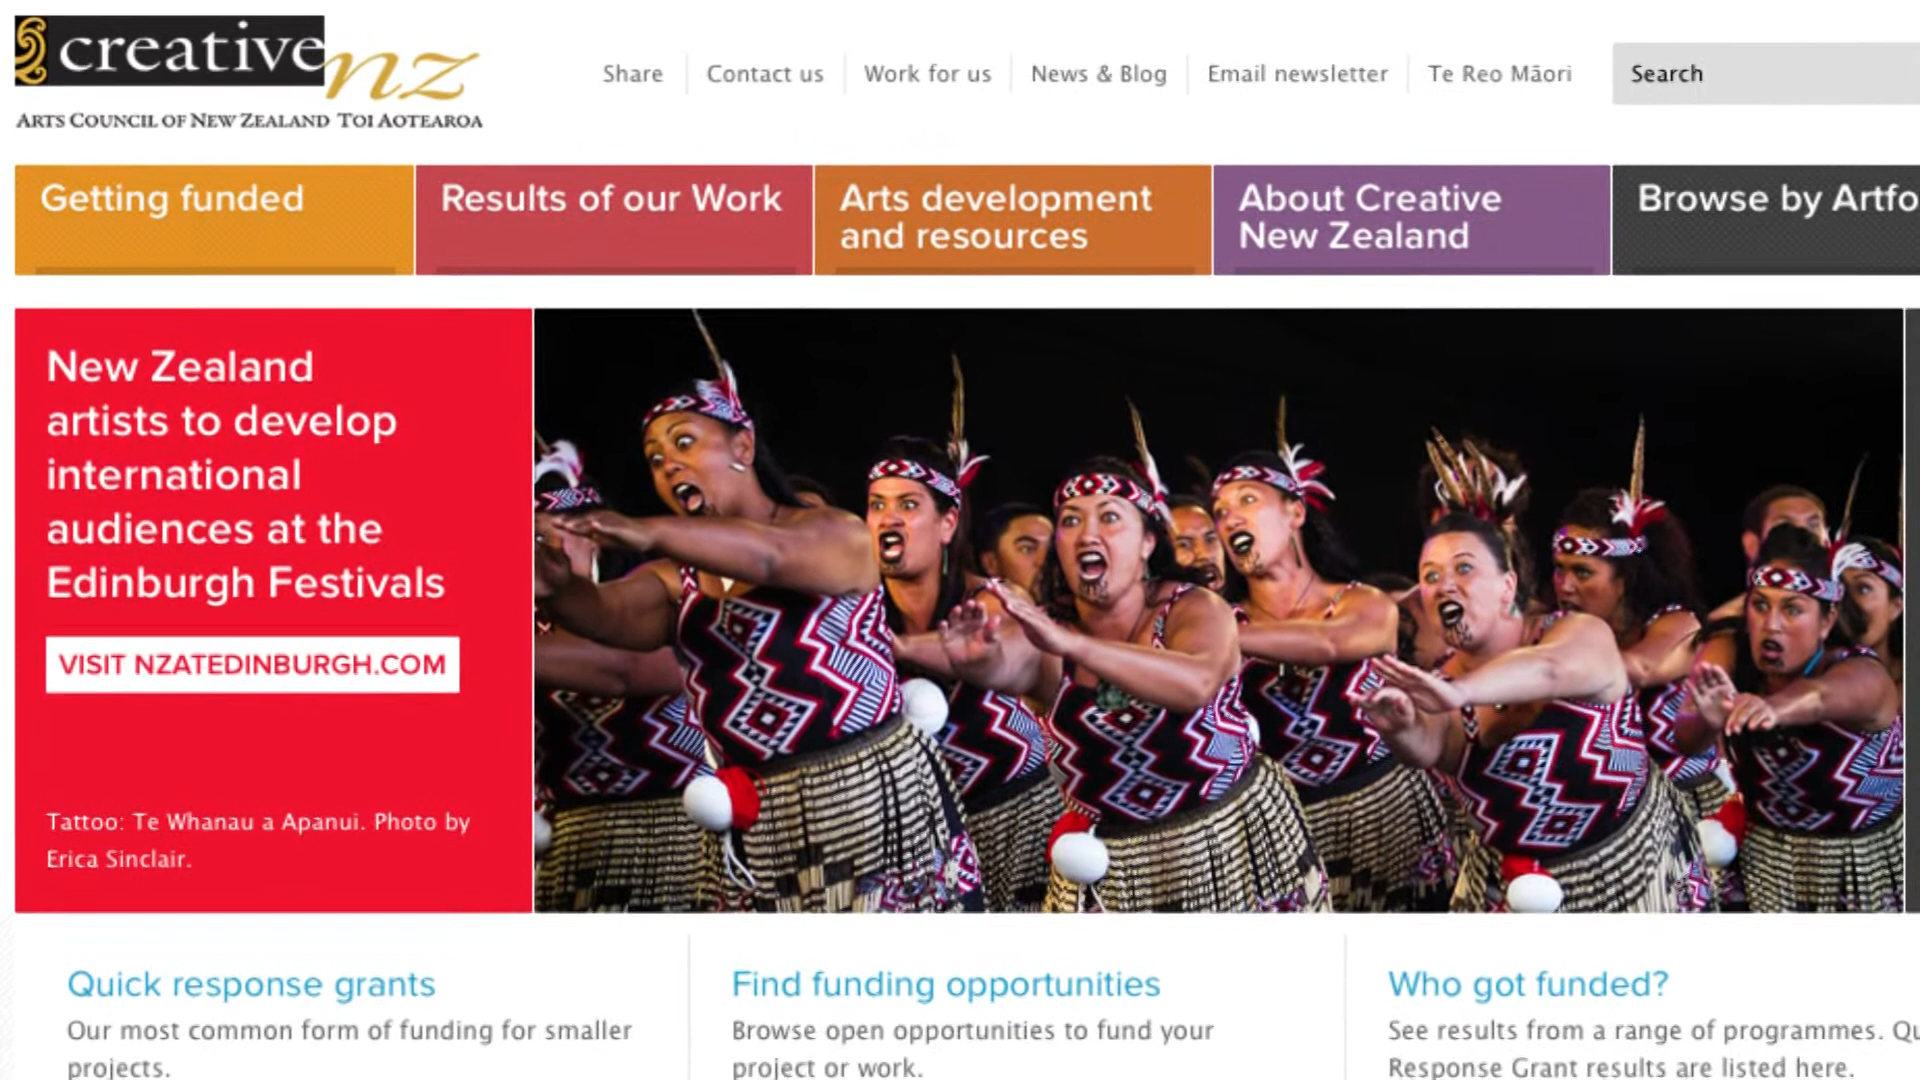 creative nz
ARTS COUNCIL OF NEW ZEALAND TOI AOTEAROA
Share
Contact us
Work for us
News & Blog
Email newsletter
Te Reo Māori
Search
Getting funded
Results of our Work
Arts development
and resources
About Creative
New Zealand
Browse by Artfo
New Zealand
artists to develop
international
audiences at the
Edinburgh Festivals
VISIT NZATEDINBURGH.COM
Tattoo: Te Whanau a Apanui. Photo by
Erica Sinclair.
Quick response grants
Our most common form of funding for smaller
projects.
Find funding opportunities
Browse open opportunities to fund your
project or work.
Who got funded?
See results from a range of programmes. Qu
Response Grant results are listed here.